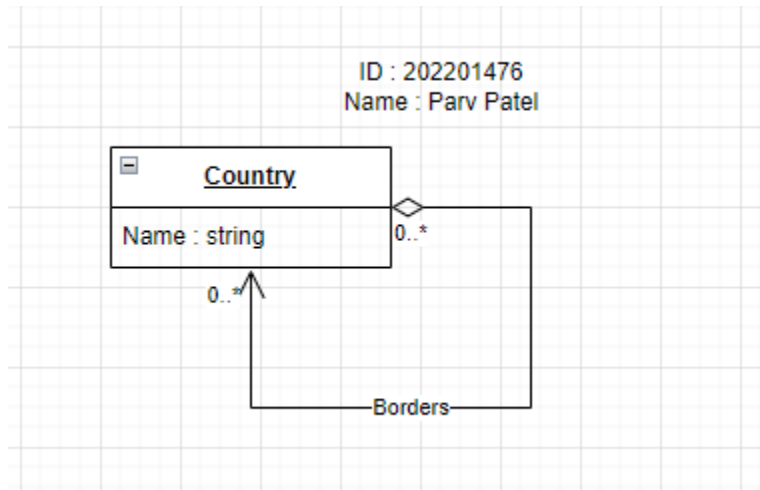 ID : 202201476
Name : Parv Patel
Country
Name : string
0..*
0..*
Borders